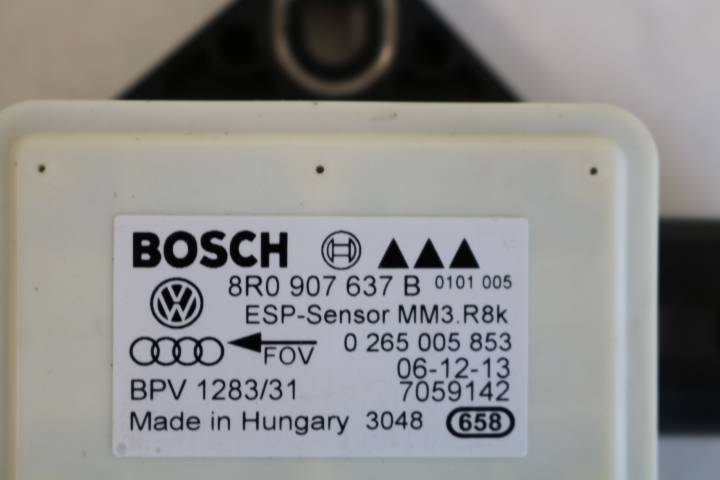 BOSCH
8R0 907 637 B 0101 005
ESP-Sensor MM3.R8k
FOV 0 265 005 853
06-12-13
BPV 1283/31 7059142
Made in Hungary 3048 658